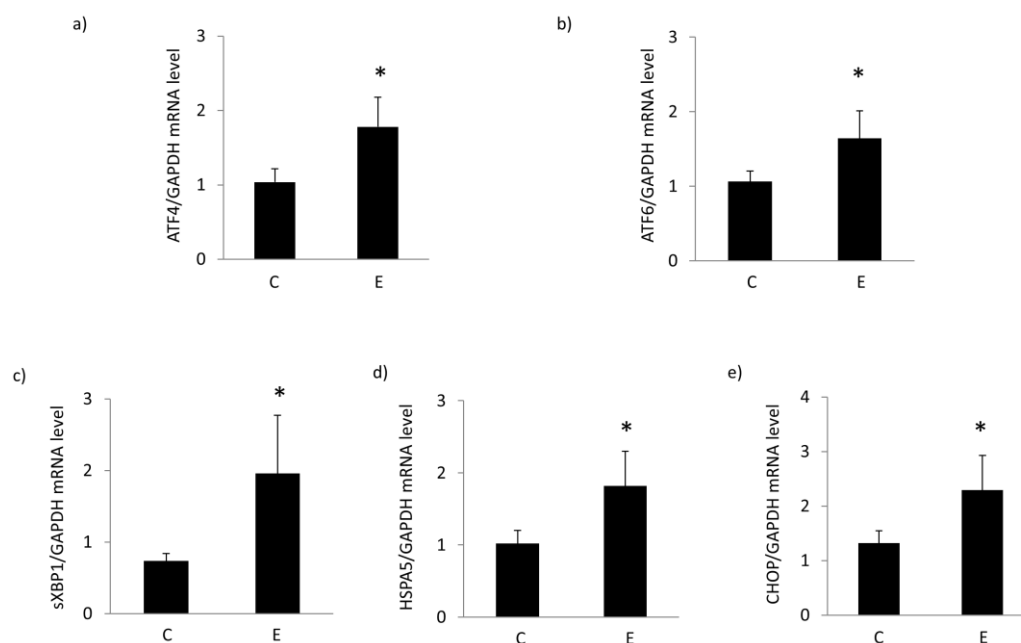 a)
ATF4/GAPDH mRNA level
3
2
1
0
*
C E
b)
ATF6/GAPDH mRNA level
3
2
1
0
*
C E
c)
sXBP1/GAPDH mRNA level
3
2
1
0
*
C E
d)
HSPA5/GAPDH mRNA level
3
2
1
0
*
C E
e)
CHOP/GAPDH mRNA level
4
3
2
1
0
*
C E